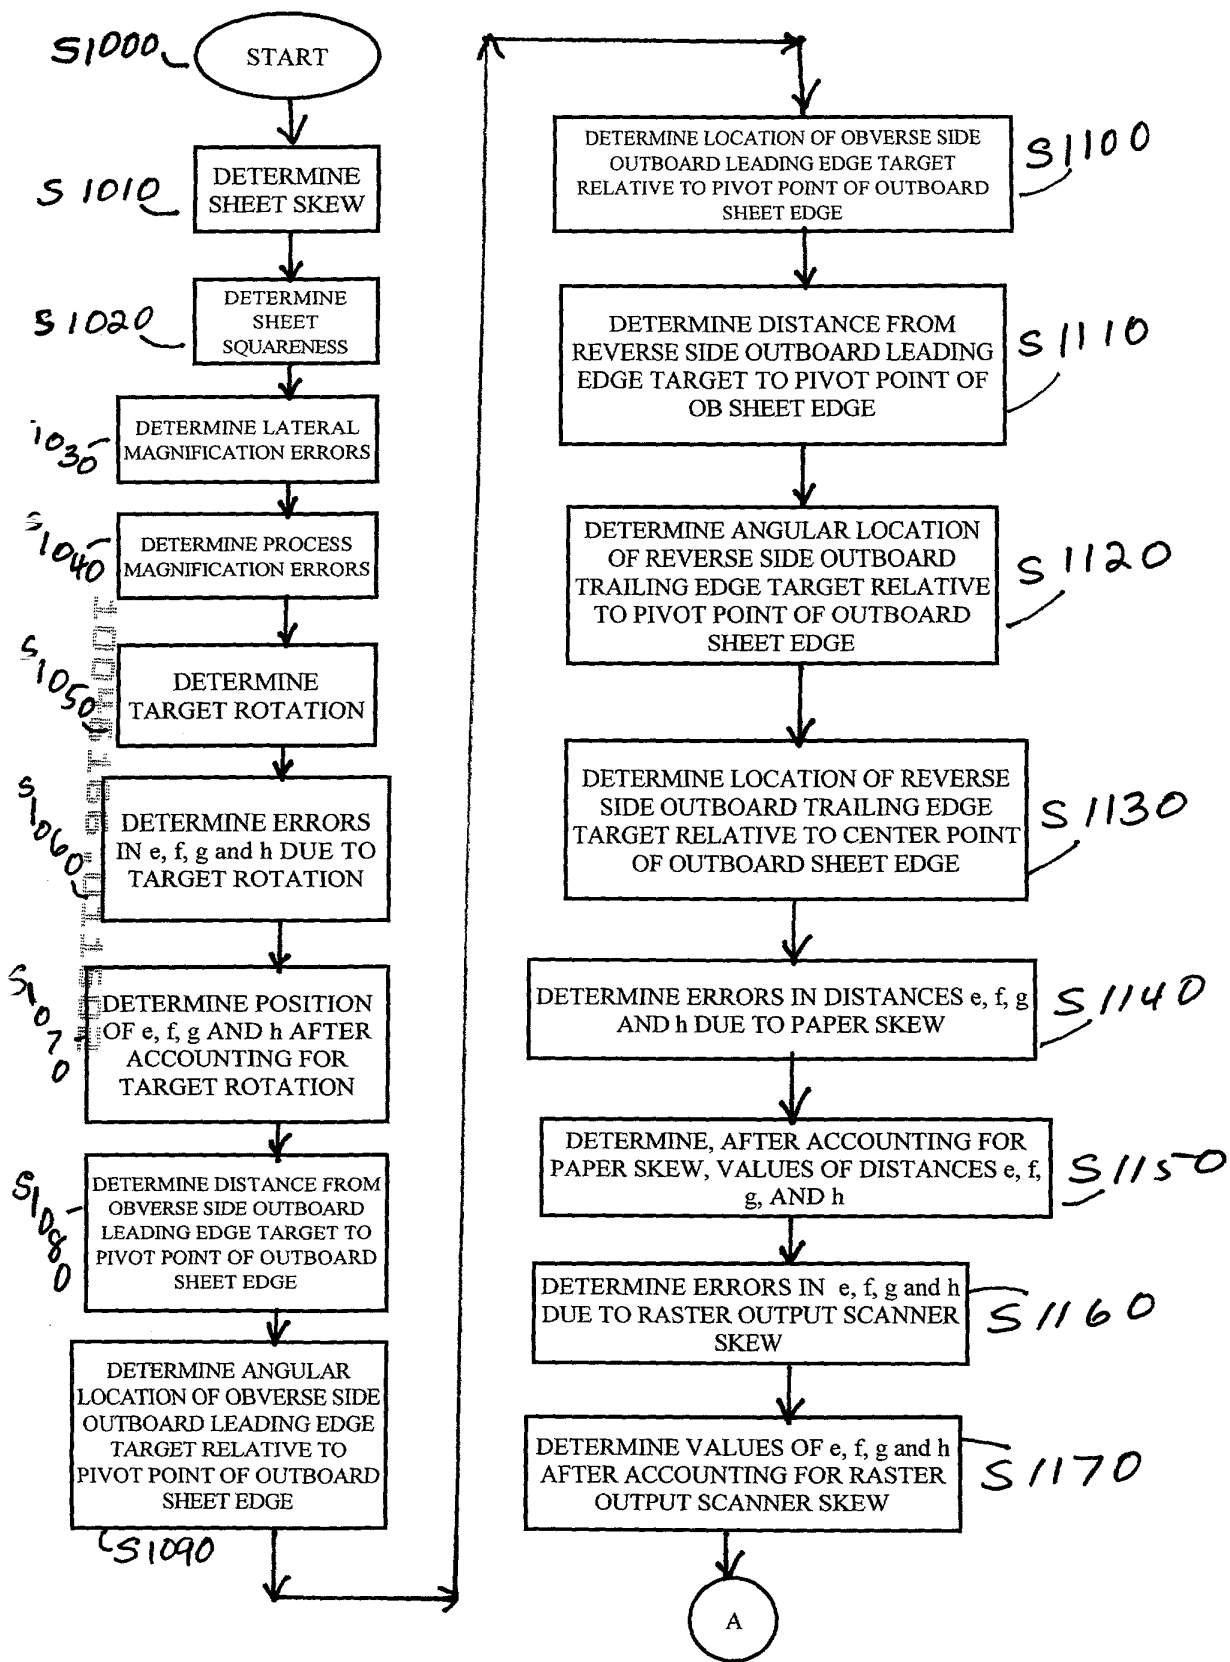 S1000
START
S1010
DETERMINE
SHEET SKEW
S1020
DETERMINE
SHEET
SQUARENESS
1030
DETERMINE LATERAL
MAGNIFICATION ERRORS
S1040
DETERMINE PROCESS
MAGNIFICATION ERRORS
S1050
DETERMINE
TARGET ROTATION
S1060
DETERMINE ERRORS
IN e, f, g and h DUE TO
TARGET ROTATION
S1070
DETERMINE POSITION
OF e, f, g AND h AFTER
ACCOUNTING FOR
TARGET ROTATION
S1080
DETERMINE DISTANCE FROM
OBVERSE SIDE OUTBOARD
LEADING EDGE TARGET TO
PIVOT POINT OF OUTBOARD
SHEET EDGE
DETERMINE ANGULAR
LOCATION OF OBVERSE SIDE
OUTBOARD LEADING EDGE
TARGET RELATIVE TO
PIVOT POINT OF OUTBOARD
SHEET EDGE
S1090
DETERMINE LOCATION OF OBVERSE SIDE
OUTBOARD LEADING EDGE TARGET
RELATIVE TO PIVOT POINT OF OUTBOARD
SHEET EDGE
S1100
DETERMINE DISTANCE FROM
REVERSE SIDE OUTBOARD LEADING
EDGE TARGET TO PIVOT POINT OF
OB SHEET EDGE
S1110
DETERMINE ANGULAR LOCATION
OF REVERSE SIDE OUTBOARD
TRAILING EDGE TARGET RELATIVE
TO PIVOT POINT OF OUTBOARD
SHEET EDGE
S1120
DETERMINE LOCATION OF REVERSE
SIDE OUTBOARD TRAILING EDGE
TARGET RELATIVE TO CENTER POINT
OF OUTBOARD SHEET EDGE
S1130
DETERMINE ERRORS IN DISTANCES e, f, g
AND h DUE TO PAPER SKEW
S1140
DETERMINE, AFTER ACCOUNTING FOR
PAPER SKEW, VALUES OF DISTANCES e, f,
g, AND h
S1150
DETERMINE ERRORS IN e, f, g and h
DUE TO RASTER OUTPUT SCANNER
SKEW
S1160
DETERMINE VALUES OF e, f, g and h
AFTER ACCOUNTING FOR RASTER
OUTPUT SCANNER SKEW
S1170
A